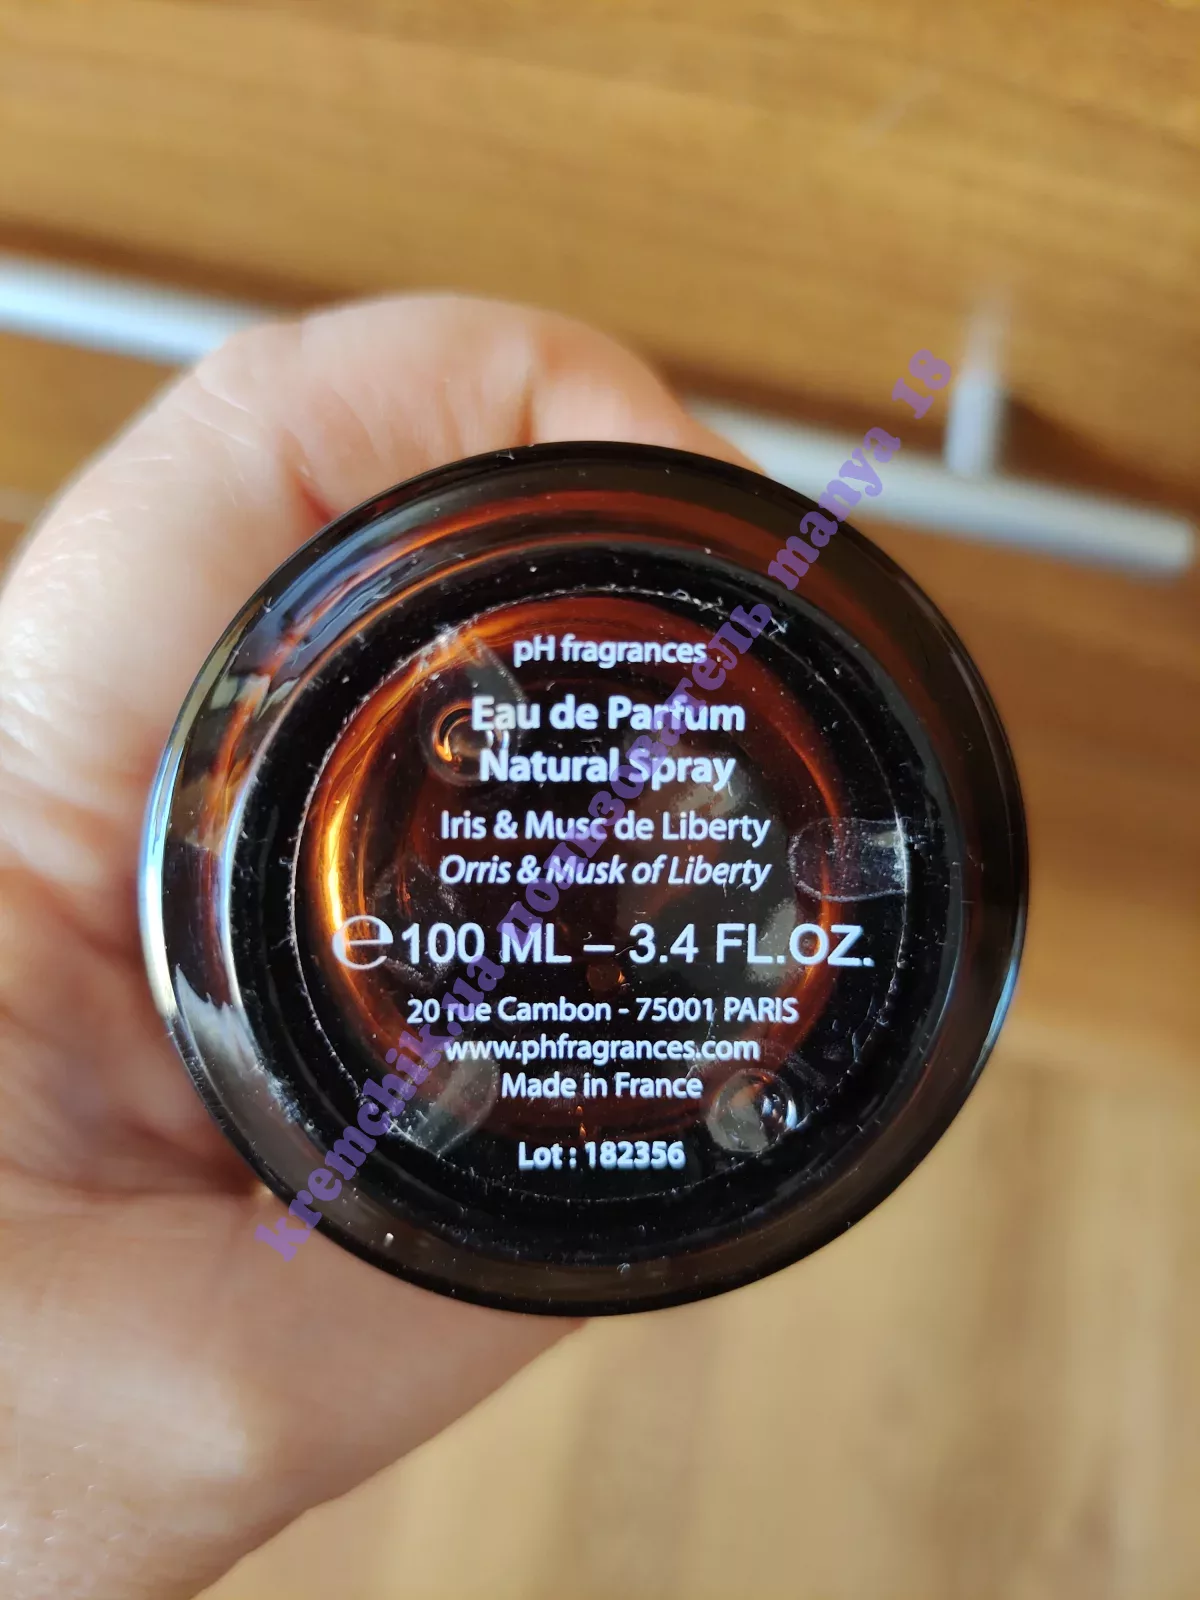 pH fragrances
Eau de Parfum
Natural Spray
Iris & Musc de Liberty
Orris & Musk of Liberty
℮ 100 ML – 3.4 FL.OZ.
20 rue Cambon - 75001 PARIS
www.phfragrances.com
Made in France
Lot : 182356
kremchik.ua пользователь manya 18